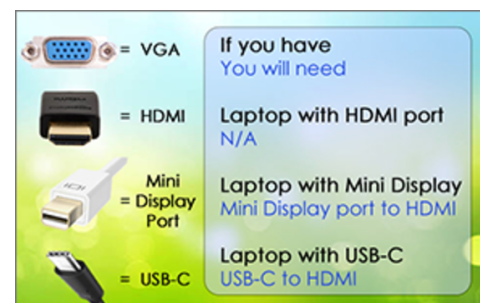 = VGA
If you have
You will need
= HDMI
Laptop with HDMI port
N/A
Mini
= Display
Port
Laptop with Mini Display
Mini Display port to HDMI
= USB-C
Laptop with USB-C
USB-C to HDMI